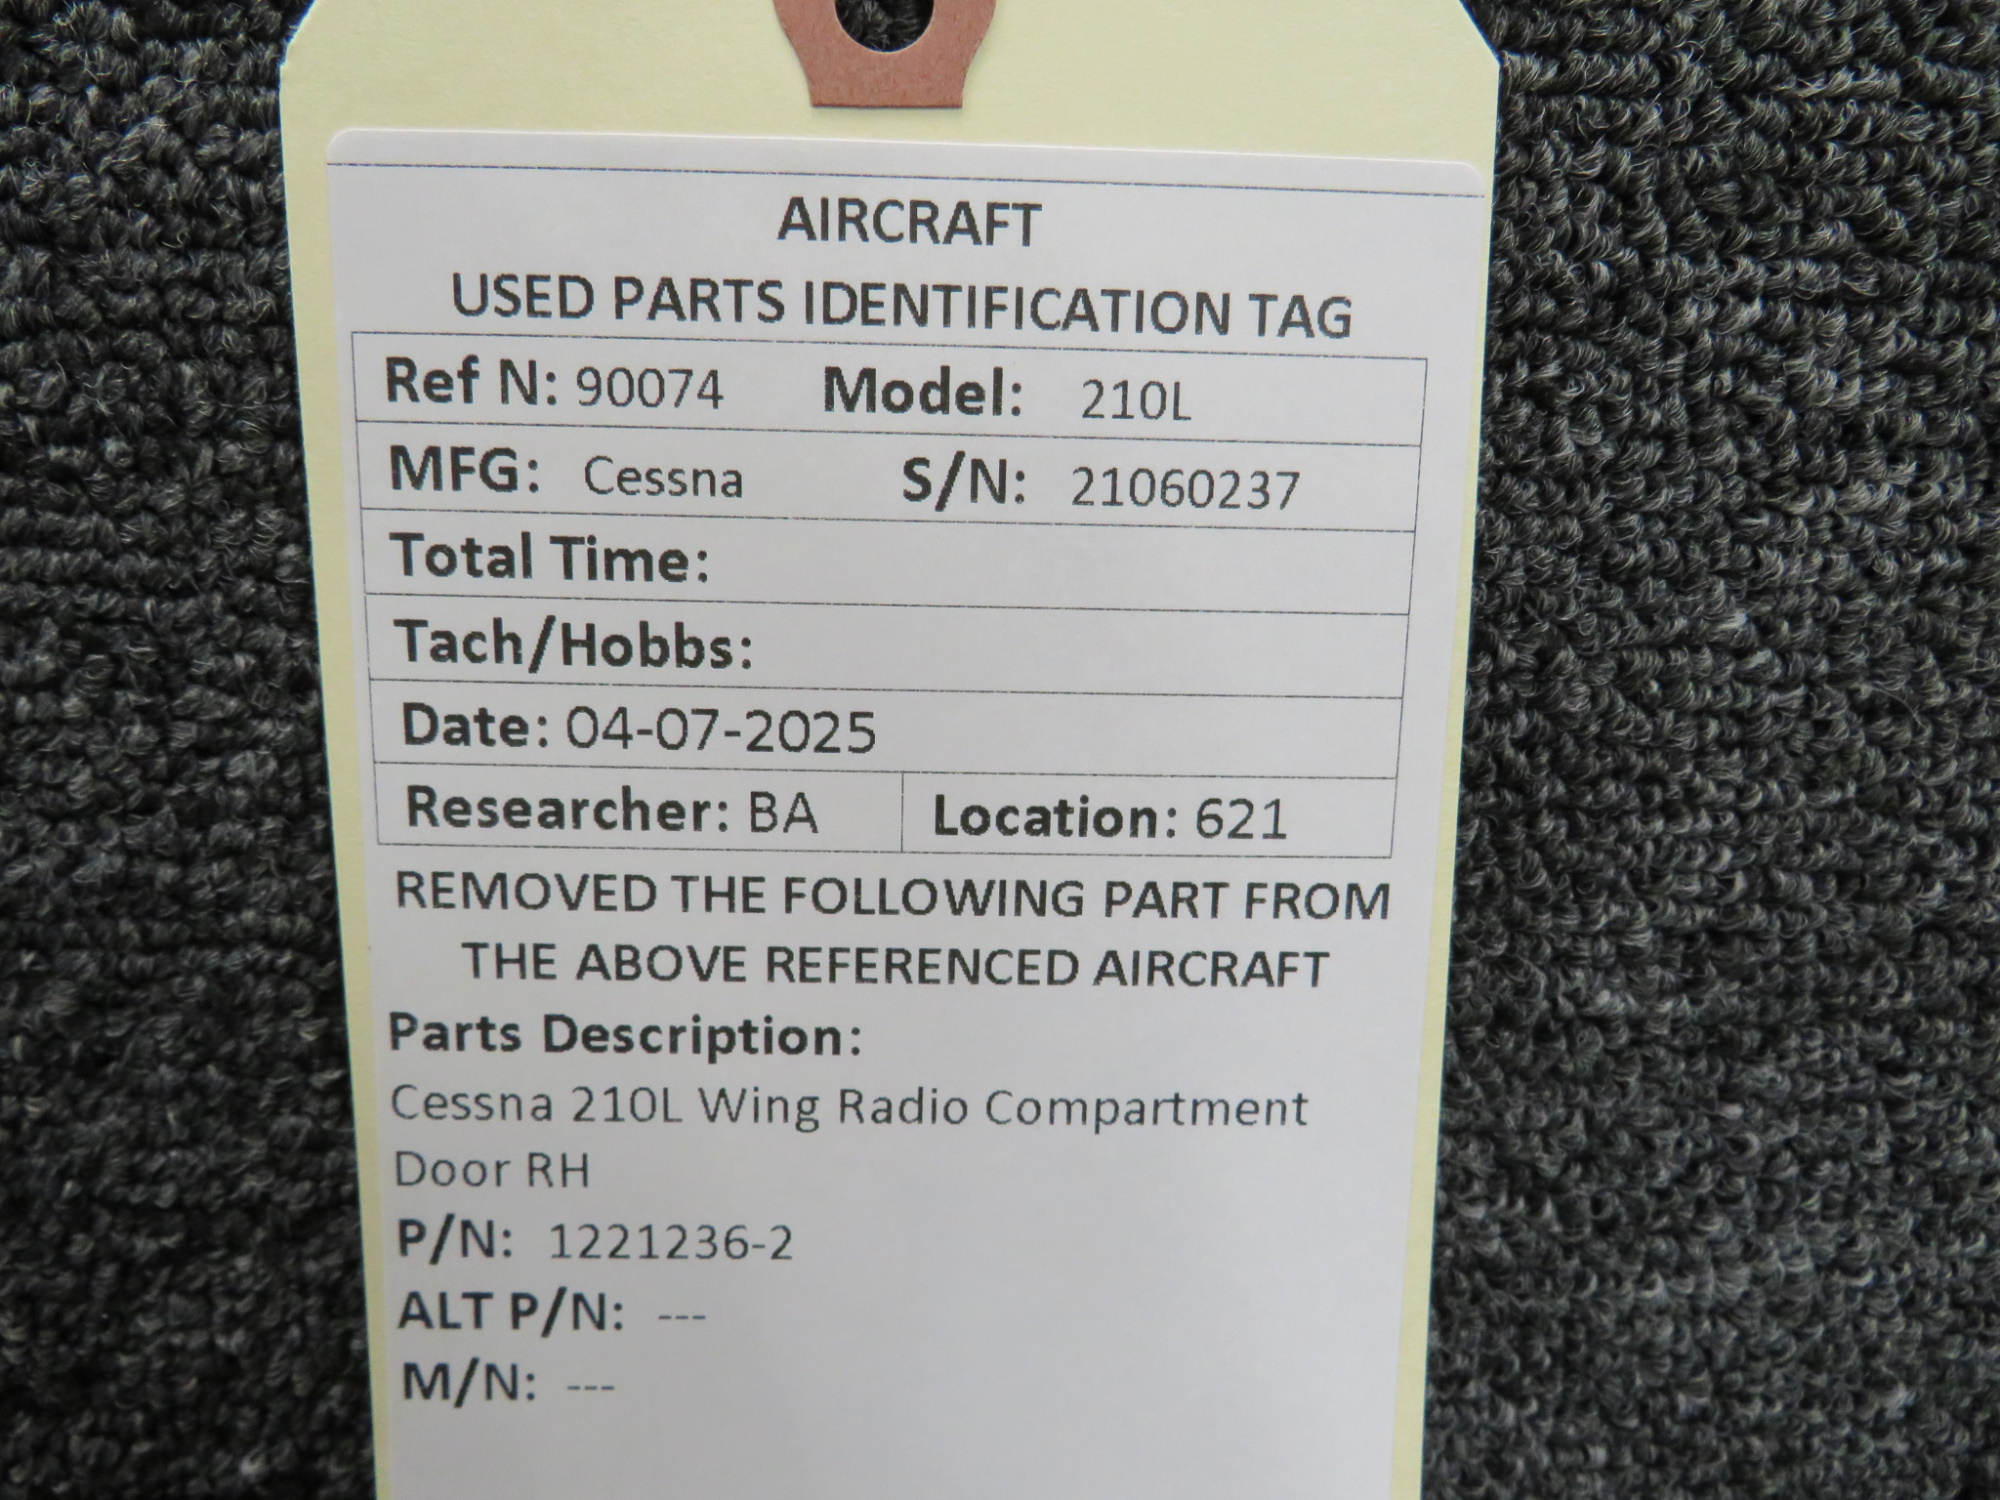 AIRCRAFT
USED PARTS IDENTIFICATION TAG
Ref N: 90074 Model: 210L
MFG: Cessna S/N: 21060237
Total Time:
Tach/Hobbs:
Date: 04-07-2025
Researcher: BA Location: 621
REMOVED THE FOLLOWING PART FROM
THE ABOVE REFERENCED AIRCRAFT
Parts Description:
Cessna 210L Wing Radio Compartment
Door RH
P/N: 1221236-2
ALT P/N: ---
M/N: ---